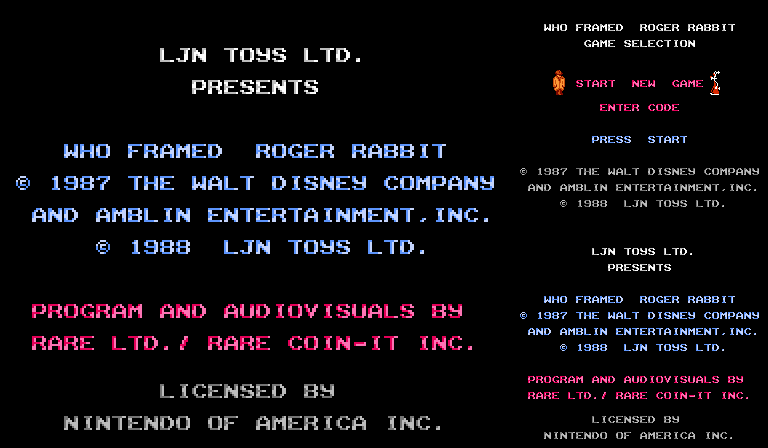 LJN TOYS LTD.
PRESENTS
WHO FRAMED ROGER RABBIT
© 1987 THE WALT DISNEY COMPANY
AND AMBLIN ENTERTAINMENT,INC.
© 1988 LJN TOYS LTD.
PROGRAM AND AUDIOVISUALS BY
RARE LTD./ RARE COIN-IT INC.
LICENSED BY
NINTENDO OF AMERICA INC.
WHO FRAMED ROGER RABBIT
GAME SELECTION
START NEW GAME
ENTER CODE
PRESS START
© 1987 THE WALT DISNEY COMPANY
AND AMBLIN ENTERTAINMENT,INC.
© 1988 LJN TOYS LTD.
LJN TOYS LTD.
PRESENTS
WHO FRAMED ROGER RABBIT
© 1987 THE WALT DISNEY COMPANY
AND AMBLIN ENTERTAINMENT,INC.
© 1988 LJN TOYS LTD.
PROGRAM AND AUDIOVISUALS BY
RARE LTD./ RARE COIN-IT INC.
LICENSED BY
NINTENDO OF AMERICA INC.